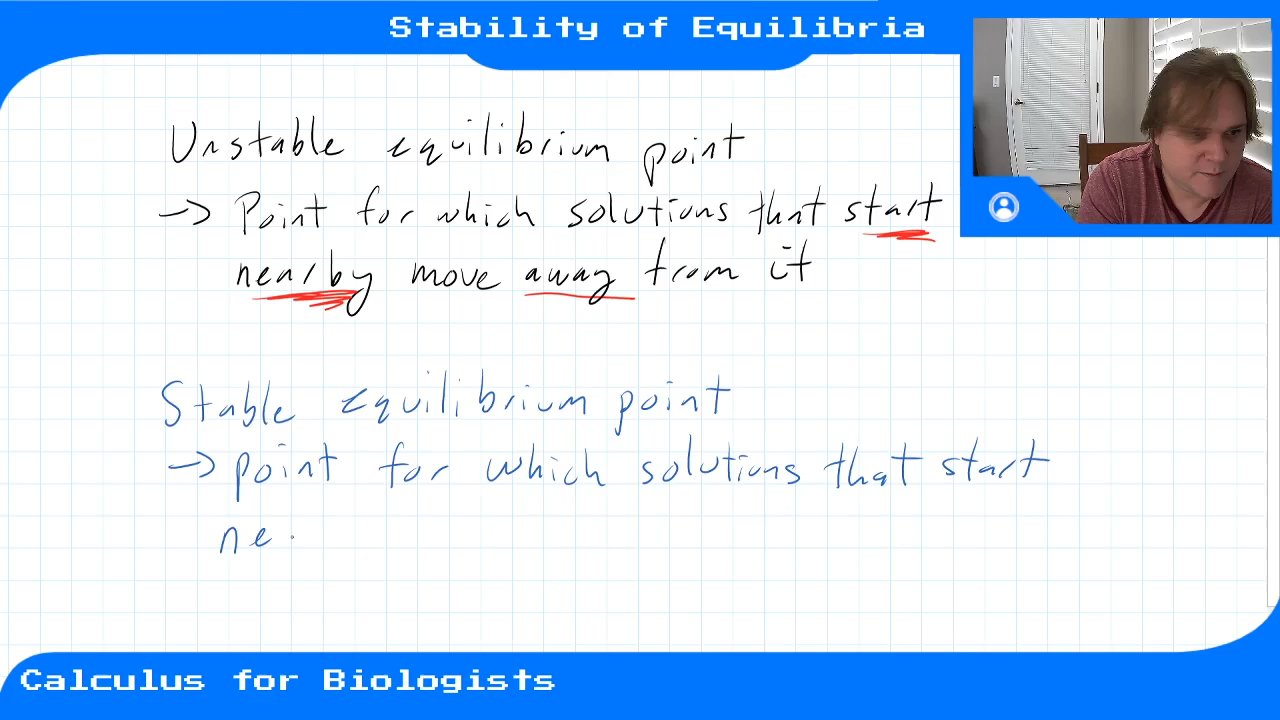 Stability of Equilibria
Unstable equilibrium point
→ Point for which solutions that start
nearby move away from it
Stable equilibrium point
→ point for which solutions that start
ne
Calculus for Biologists